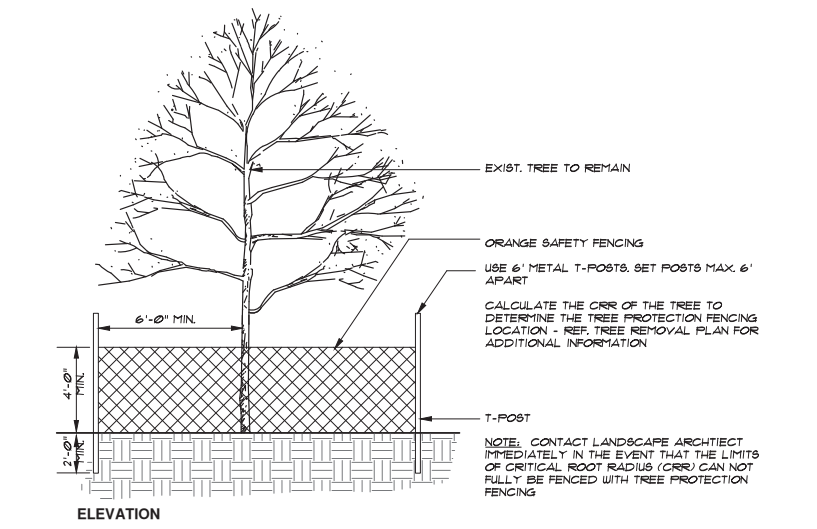 EXIST. TREE TO REMAIN
ORANGE SAFETY FENCING
USE 6' METAL T-POSTS. SET POSTS MAX. 6'
APART
6'-0" MIN.
CALCULATE THE CRR OF THE TREE TO
DETERMINE THE TREE PROTECTION FENCING
LOCATION - REF. TREE REMOVAL PLAN FOR
ADDITIONAL INFORMATION
4'-0"
MIN.
T-POST
2'-0"
MIN.
NOTE: CONTACT LANDSCAPE ARCHTIECT
IMMEDIATELY IN THE EVENT THAT THE LIMITS
OF CRITICAL ROOT RADIUS (CRR) CAN NOT
FULLY BE FENCED WITH TREE PROTECTION
FENCING
ELEVATION